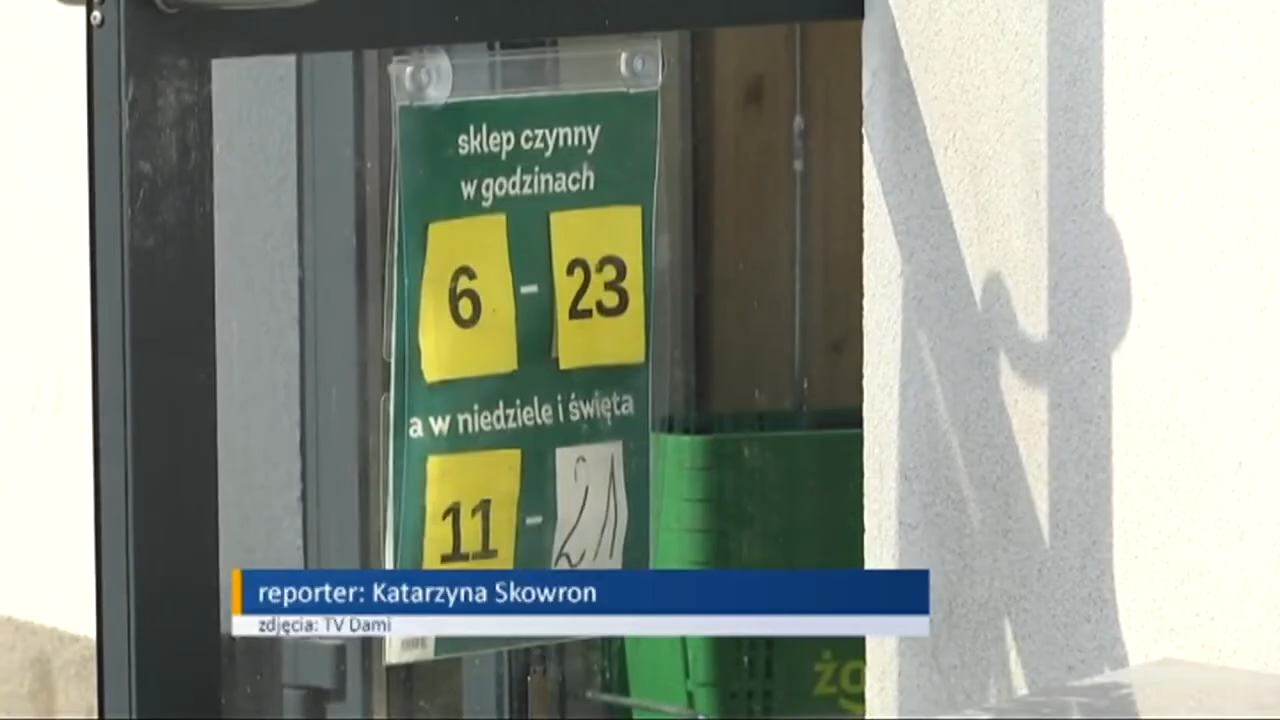 sklep czynny
w godzinach
6 - 23
a w niedziele i święta
11 - 21
reporter: Katarzyna Skowron
zdjęcia: TV Dami